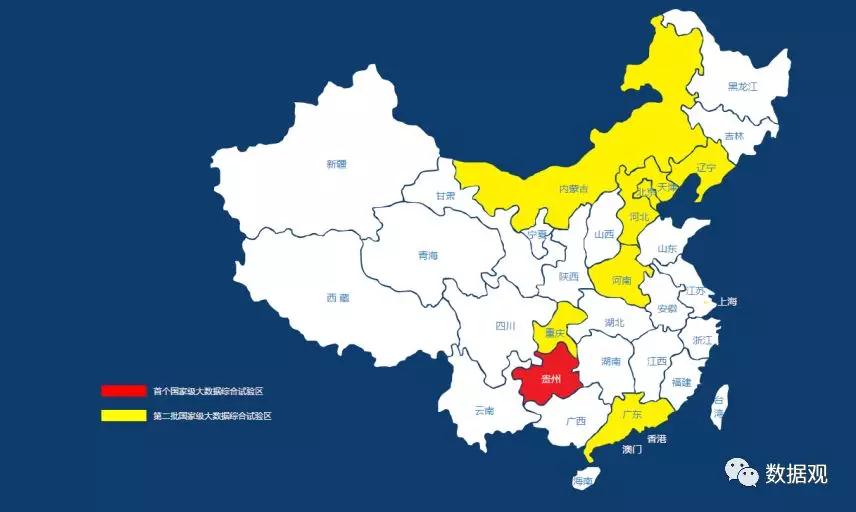 黑龙江
吉林
辽宁
新疆
内蒙古
北京
天津
甘肃
河北
宁夏
山西
山东
青海
陕西
河南
西 藏
江苏
上海
安徽
四川
重庆
湖北
浙江
湖南
江西
贵州
福建
首个国家级大数据综合试验区
第二批国家级大数据综合试验区
云南
广西
广东
台
湾
香港
澳门
海南
数据观